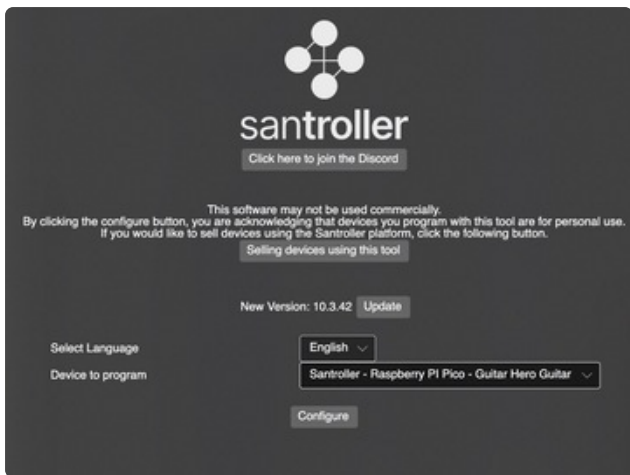 santroller
Click here to join the Discord
This software may not be used commercially.
By clicking the configure button, you are acknowledging that devices you program with this tool are for personal use.
If you would like to sell devices using the Santroller platform, click the following button.
Selling devices using this tool
New Version: 10.3.42 Update
Select Language English
Device to program Santroller - Raspberry PI Pico - Guitar Hero Guitar
Configure